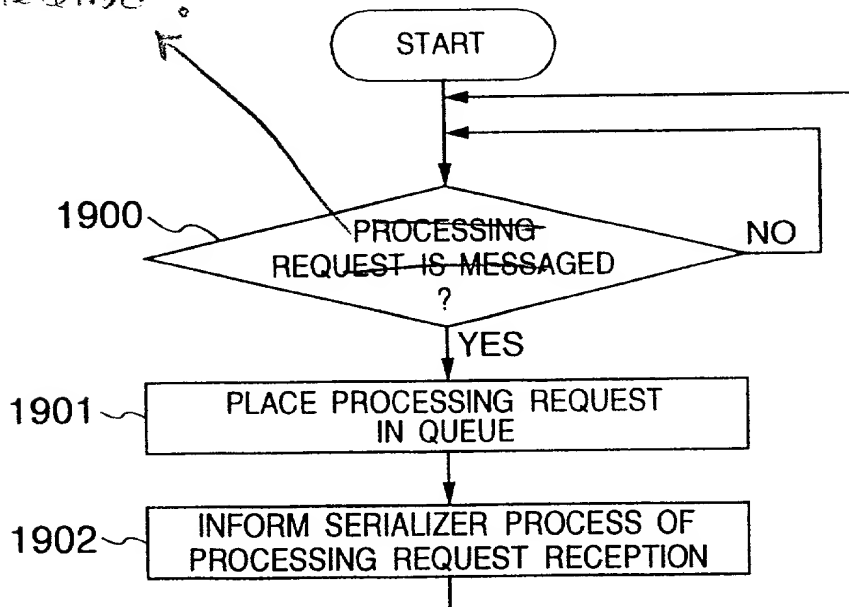 START
1900
PROCESSING
REQUEST IS MESSAGED
?
NO
YES
1901
PLACE PROCESSING REQUEST
IN QUEUE
1902
INFORM SERIALIZER PROCESS OF
PROCESSING REQUEST RECEPTION